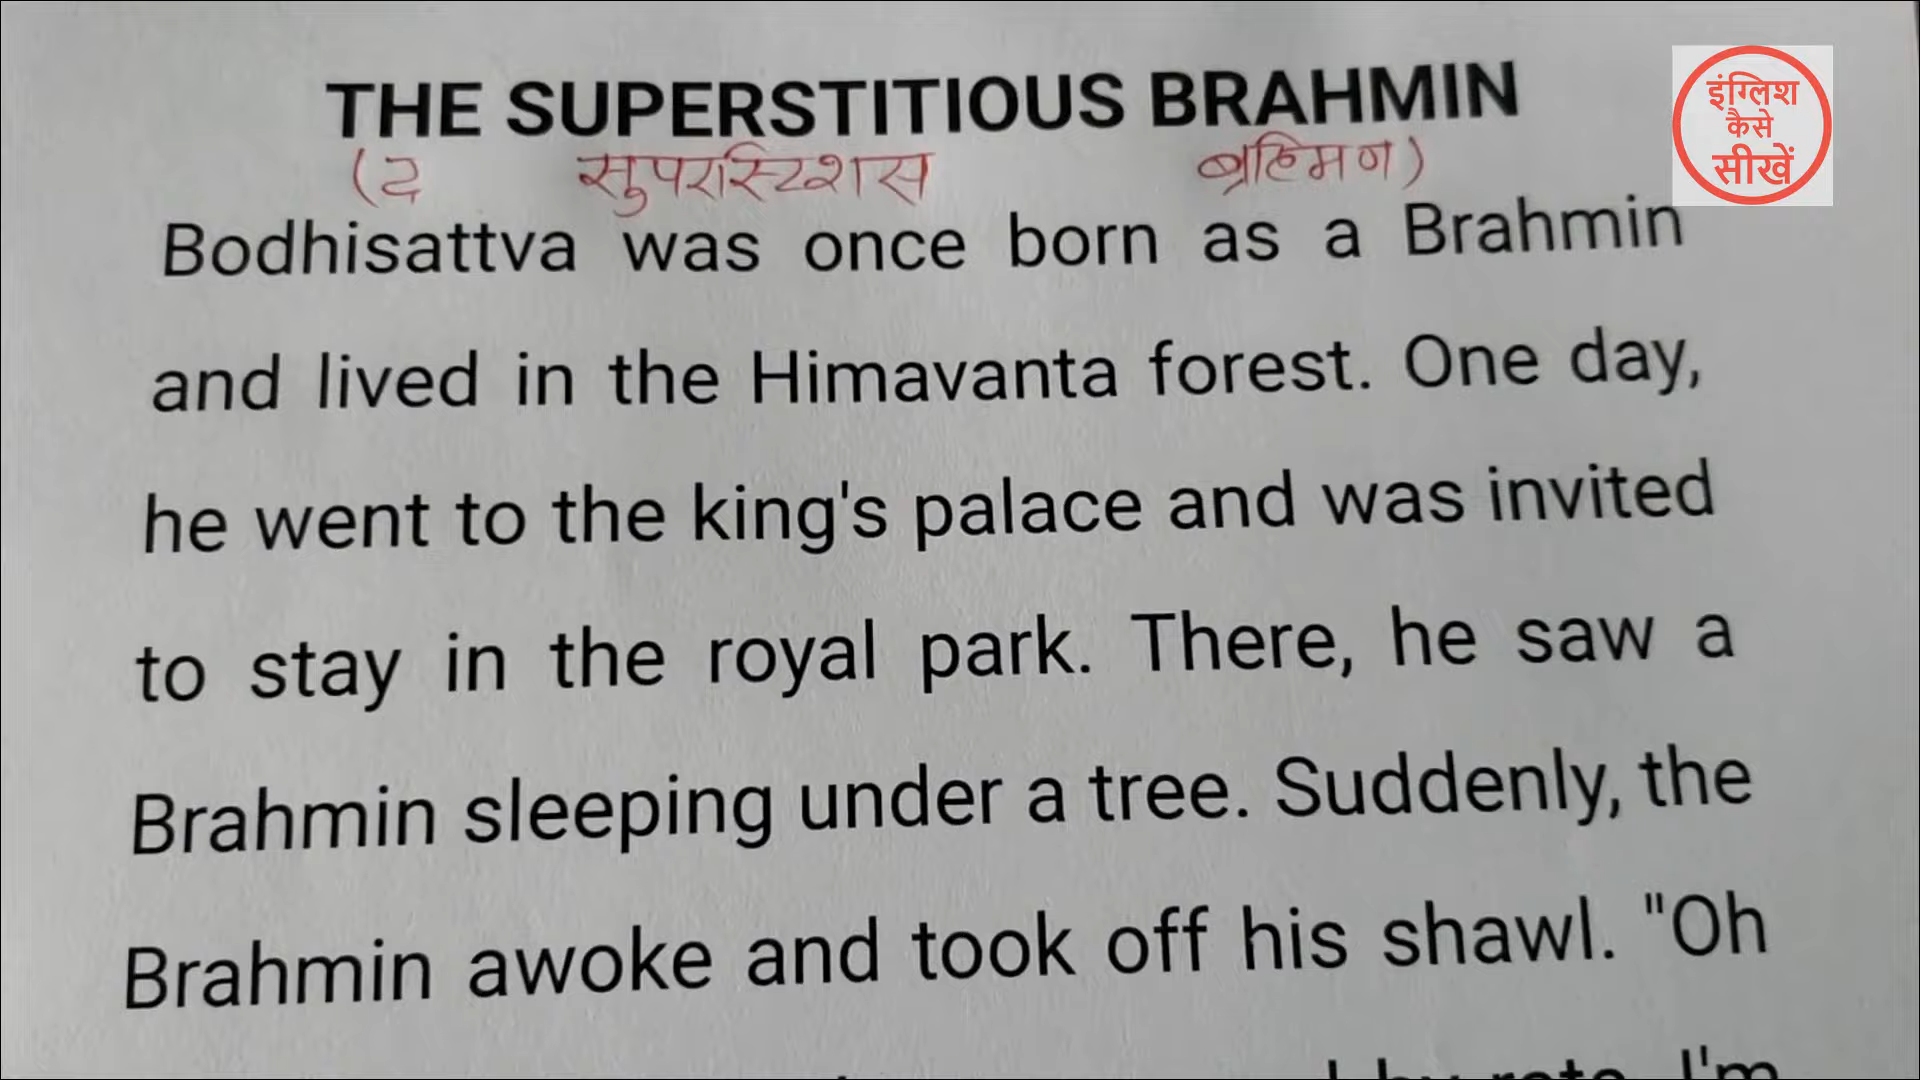 THE SUPERSTITIOUS BRAHMIN
(द सुपरस्टिशस ब्रहिमण)
इंग्लिश
कैसे
सीखें
Bodhisattva was once born as a Brahmin
and lived in the Himavanta forest. One day,
he went to the king's palace and was invited
to stay in the royal park. There, he saw a
Brahmin sleeping under a tree. Suddenly, the
Brahmin awoke and took off his shawl. "Oh
I'm